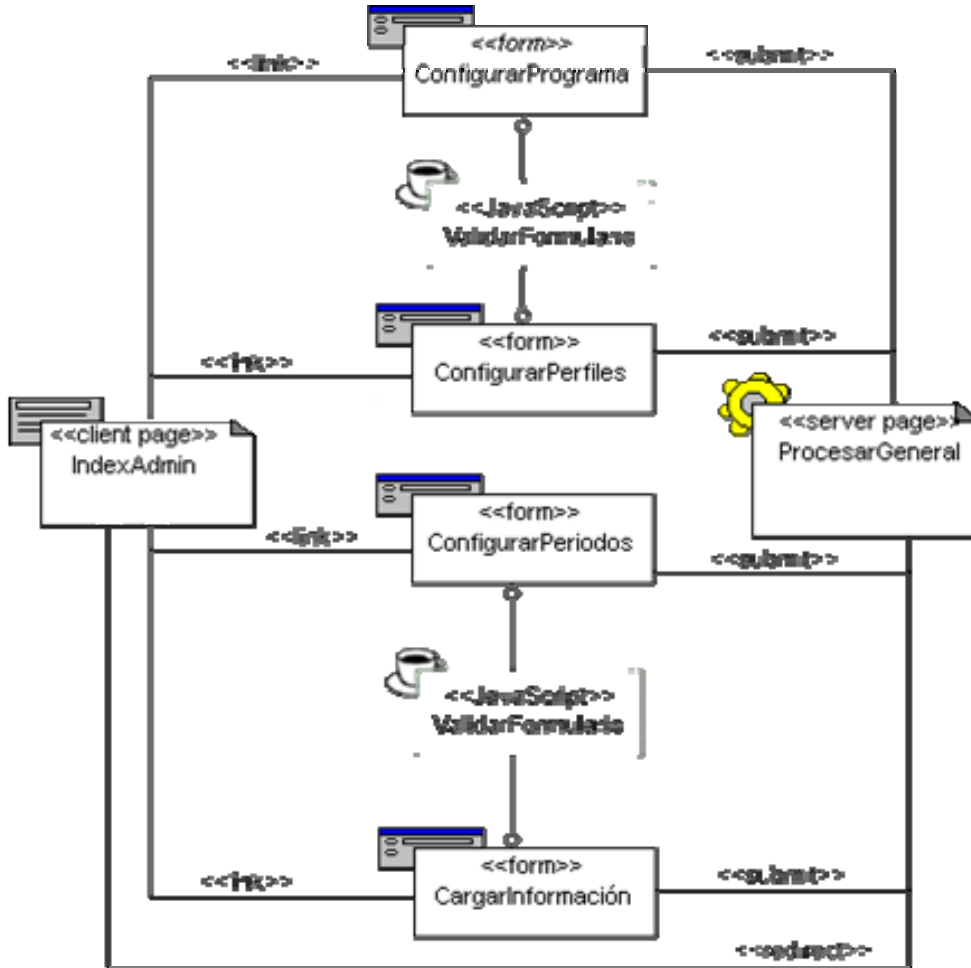 <<form>>
ConfigurarPrograma
<<link>>
<<submit>>
<<JavaScript>>
ValidarFormulario
<<form>>
ConfigurarPerfiles
<<link>>
<<submit>>
<<client page>>
IndexAdmin
<<server page>>
ProcesarGeneral
<<form>>
ConfigurarPeriodos
<<link>>
<<submit>>
<<JavaScript>>
ValidarFormulario
<<form>>
CargarInformación
<<link>>
<<submit>>
<<redirect>>